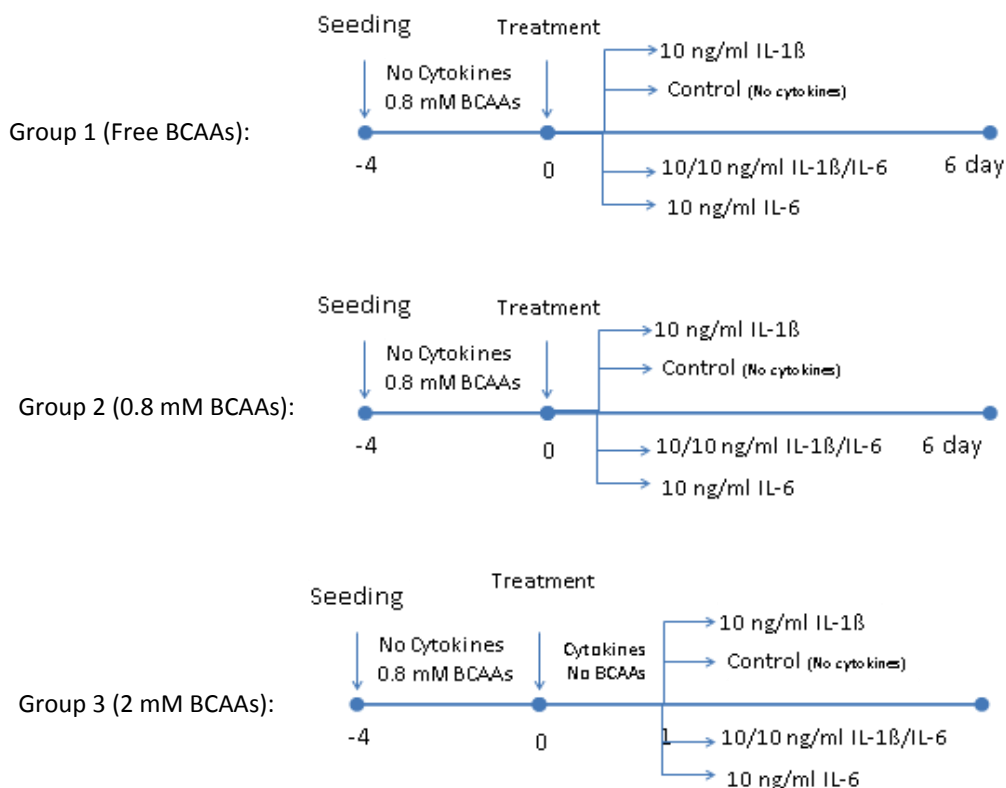 Seeding
Treatment
10 ng/ml IL-1ß
No Cytokines
0.8 mM BCAAs
Control (No cytokines)
Group 1 (Free BCAAs):
-4
0
10/10 ng/ml IL-1ß/IL-6
6 day
10 ng/ml IL-6
Seeding
Treatment
10 ng/ml IL-1ß
No Cytokines
0.8 mM BCAAs
Control (No cytokines)
Group 2 (0.8 mM BCAAs):
-4
0
10/10 ng/ml IL-1ß/IL-6
6 day
10 ng/ml IL-6
Treatment
Seeding
10 ng/ml IL-1ß
No Cytokines
0.8 mM BCAAs
Cytokines
No BCAAs
Control (No cytokines)
Group 3 (2 mM BCAAs):
-4
0
1
10/10 ng/ml IL-1ß/IL-6
10 ng/ml IL-6